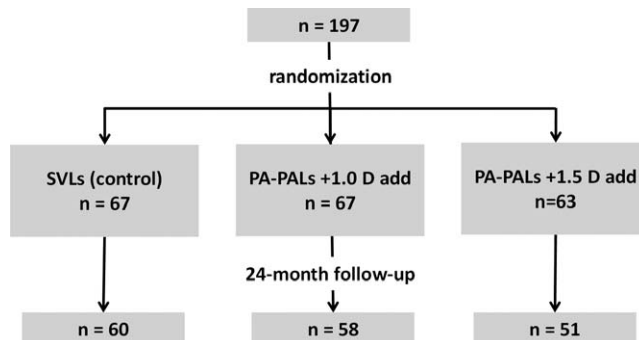 n = 197
randomization
SVLs (control)
n = 67
PA-PALs +1.0 D add
n = 67
PA-PALs +1.5 D add
n=63
24-month follow-up
n = 60
n = 58
n = 51